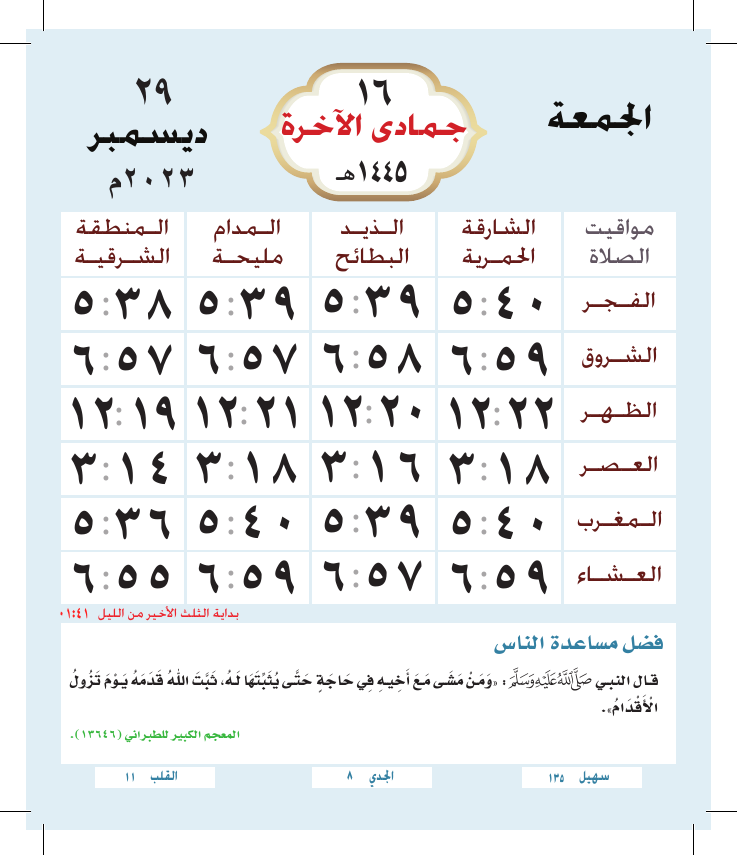 الجمعة
١٦
جمادى الآخرة
١٤٤٥هـ
٢٩
ديسمبر
٢٠٢٣م
مواقيت الصلاة | الشارقة الحمرية | الذيد البطائح | المدام مليحة | المنطقة الشرقية
الفجر | ٥:٤٠ | ٥:٣٩ | ٥:٣٩ | ٥:٣٨
الشروق | ٦:٥٩ | ٦:٥٨ | ٦:٥٧ | ٦:٥٧
الظهر | ١٢:٢٢ | ١٢:٢٠ | ١٢:٢١ | ١٢:١٩
العصر | ٣:١٨ | ٣:١٦ | ٣:١٨ | ٣:١٤
المغرب | ٥:٤٠ | ٥:٣٩ | ٥:٤٠ | ٥:٣٦
العشاء | ٦:٥٩ | ٦:٥٧ | ٦:٥٩ | ٦:٥٥
بداية الثلث الأخير من الليل ٠١:٤١
فضل مساعدة الناس
قال النبي صَلَّى اللَّهُ عَلَيْهِ وَسَلَّمَ : «وَمَنْ مَشَى مَعَ أَخِيهِ فِي حَاجَةٍ حَتَّى يُثَبِّتَهَا لَهُ، ثَبَّتَ اللهُ قَدَمَهُ يَوْمَ تَزُولُ
الْأَقْدَامُ».
المعجم الكبير للطبراني (١٣٦٤٦).
سهيل ١٣٥
الجدي ٨
القلب ١١